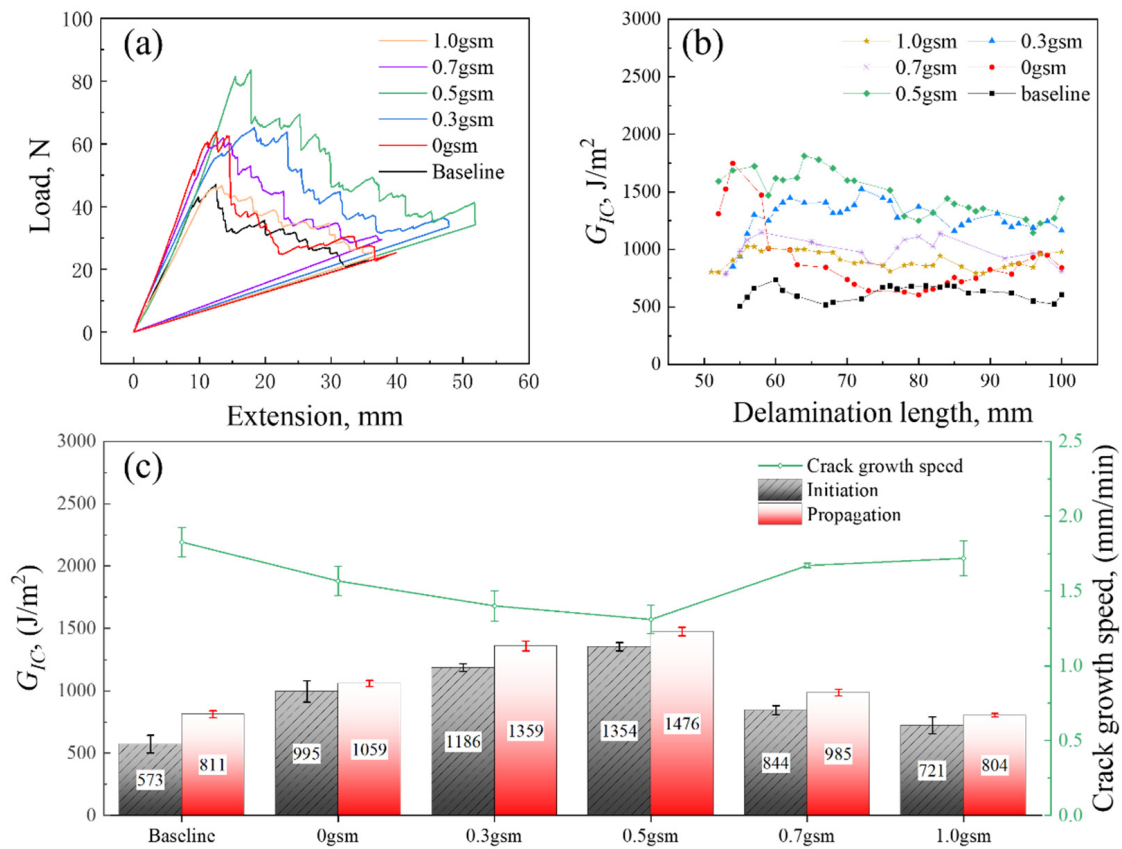 (a)
1.0gsm
0.7gsm
0.5gsm
0.3gsm
0gsm
Baseline
100
80
60
40
20
0
Load, N
0 10 20 30 40 50 60
Extension, mm
(b)
1.0gsm 0.3gsm
0.7gsm 0gsm
0.5gsm baseline
3000
2500
2000
1500
1000
500
0
G_IC, J/m²
50 60 70 80 90 100
Delamination length, mm
(c)
Crack growth speed
Initiation
Propagation
3000
2500
2000
1500
1000
500
0
G_IC, (J/m²)
2.5
2.0
1.5
1.0
0.5
0.0
Crack growth speed, (mm/min)
573 811 995 1059 1186 1359 1354 1476 844 985 721 804
Baseline 0gsm 0.3gsm 0.5gsm 0.7gsm 1.0gsm